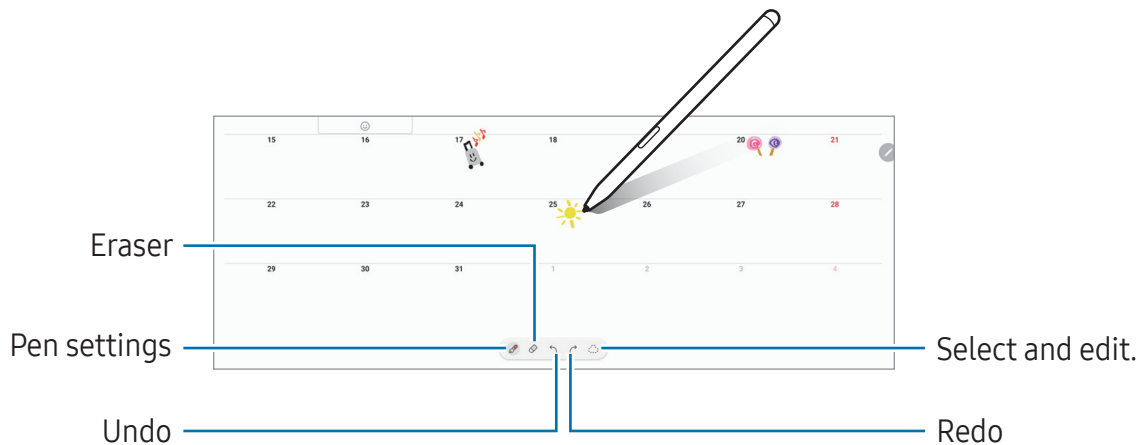 15 16 17 18 20 21
22 23 24 25 26 27 28
Eraser
29 30 31 1 2 3 4
Pen settings
Select and edit.
Undo
Redo